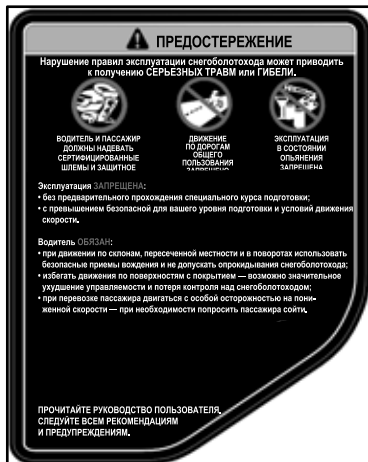 ПРЕДОСТЕРЕЖЕНИЕ
Нарушение правил эксплуатации снегоболотохода может приводить
к получению СЕРЬЕЗНЫХ ТРАВМ или ГИБЕЛИ.
ВОДИТЕЛЬ И ПАССАЖИР
ДОЛЖНЫ НАДЕВАТЬ
СЕРТИФИЦИРОВАННЫЕ
ШЛЕМЫ И ЗАЩИТНОЕ
ДВИЖЕНИЕ
ПО ДОРОГАМ
ОБЩЕГО
ПОЛЬЗОВАНИЯ
ЗАПРЕЩЕНО
ЭКСПЛУАТАЦИЯ
В СОСТОЯНИИ
ОПЬЯНЕНИЯ
ЗАПРЕЩЕНА
Эксплуатация ЗАПРЕЩЕНА:
• без предварительного прохождения специального курса подготовки;
• с превышением безопасной для вашего уровня подготовки и условий движения
скорости.
Водитель ОБЯЗАН:
• при движении по склонам, пересеченной местности и в поворотах использовать
безопасные приемы вождения и не допускать опрокидывания снегоболотохода;
• избегать движения по поверхностям с покрытием — возможно значительное
ухудшение управляемости и потеря контроля над снегоболотоходом;
• при перевозке пассажира двигаться с особой осторожностью на пони-
женной скорости — при необходимости попросить пассажира сойти.
ПРОЧИТАЙТЕ РУКОВОДСТВО ПОЛЬЗОВАТЕЛЯ.
СЛЕДУЙТЕ ВСЕМ РЕКОМЕНДАЦИЯМ
И ПРЕДУПРЕЖДЕНИЯМ.